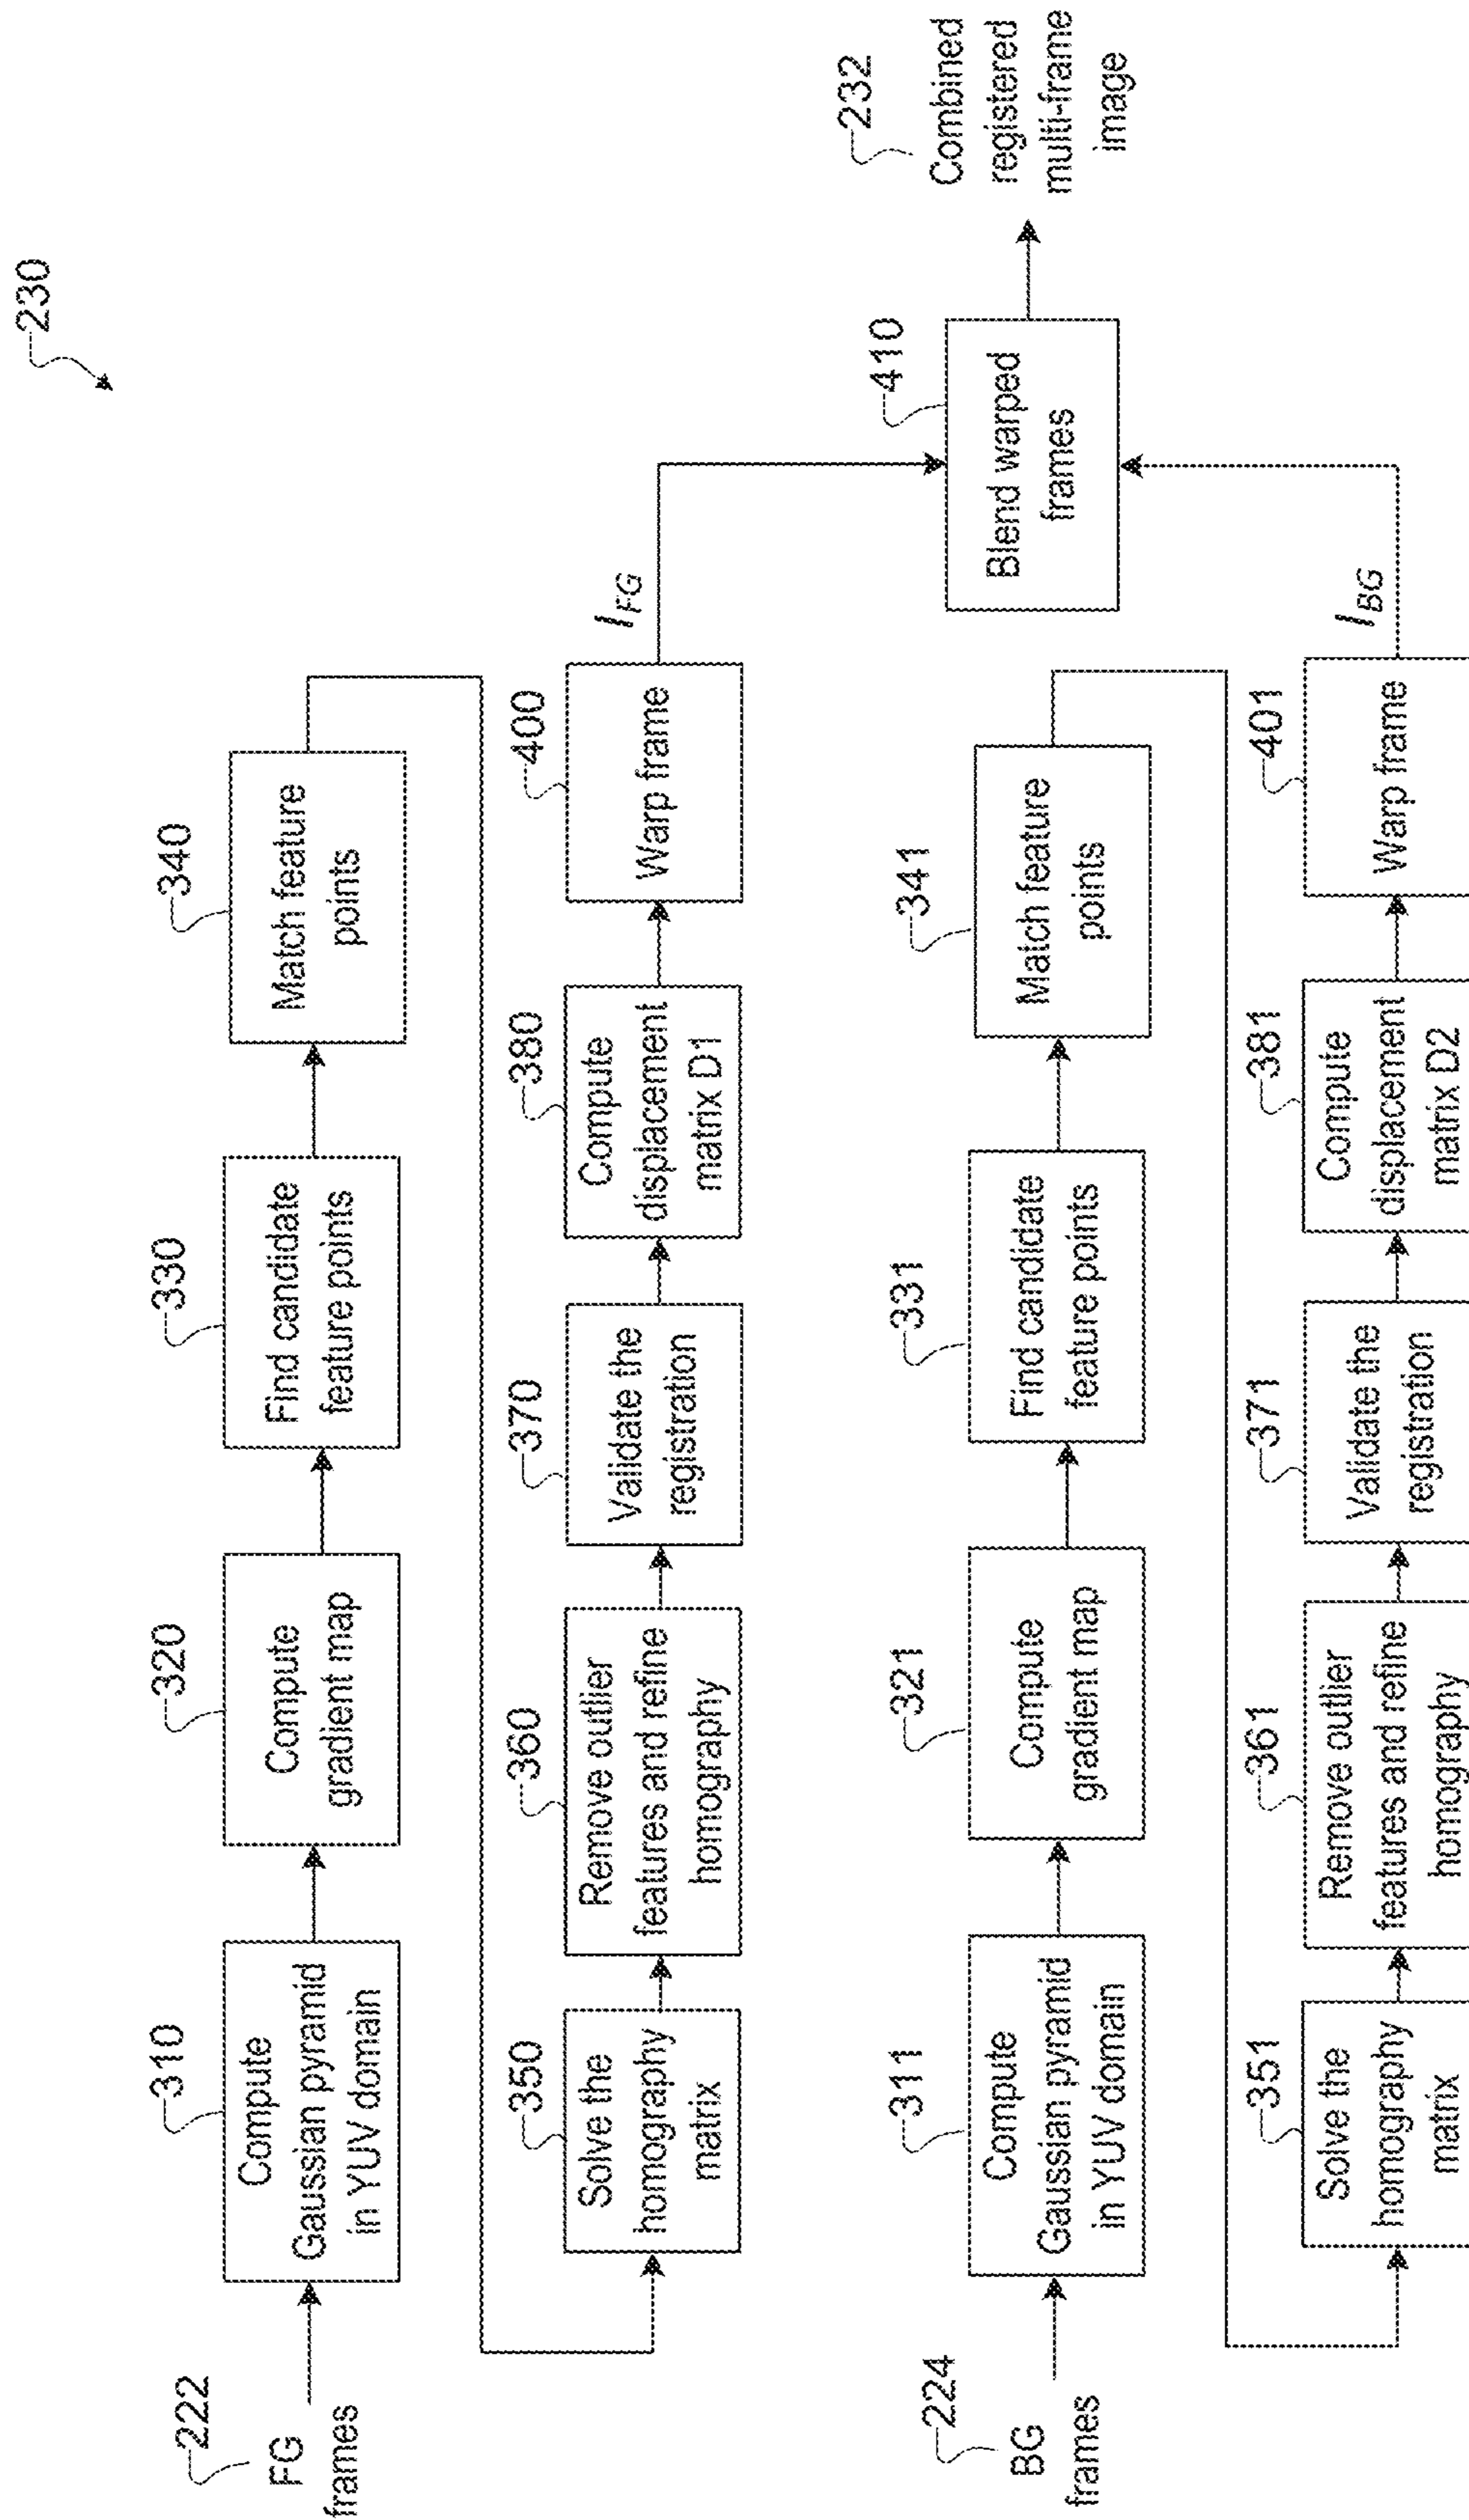 230
222
FG
frames
310
Compute
Gaussian pyramid
in YUV domain
320
Compute
gradient map
330
Find candidate
feature points
340
Match feature
points
350
Solve the
homography
matrix
360
Remove outlier
features and refine
homography
370
Validate the
registration
380
Compute
displacement
matrix D1
400
Warp frame
I_FG
224
BG
frames
311
Compute
Gaussian pyramid
in YUV domain
321
Compute
gradient map
331
Find candidate
feature points
341
Match feature
points
351
Solve the
homography
matrix
361
Remove outlier
features and refine
homography
371
Validate the
registration
381
Compute
displacement
matrix D2
401
Warp frame
I_BG
410
Blend warped
frames
232
Combined
registered
multi-frame
image